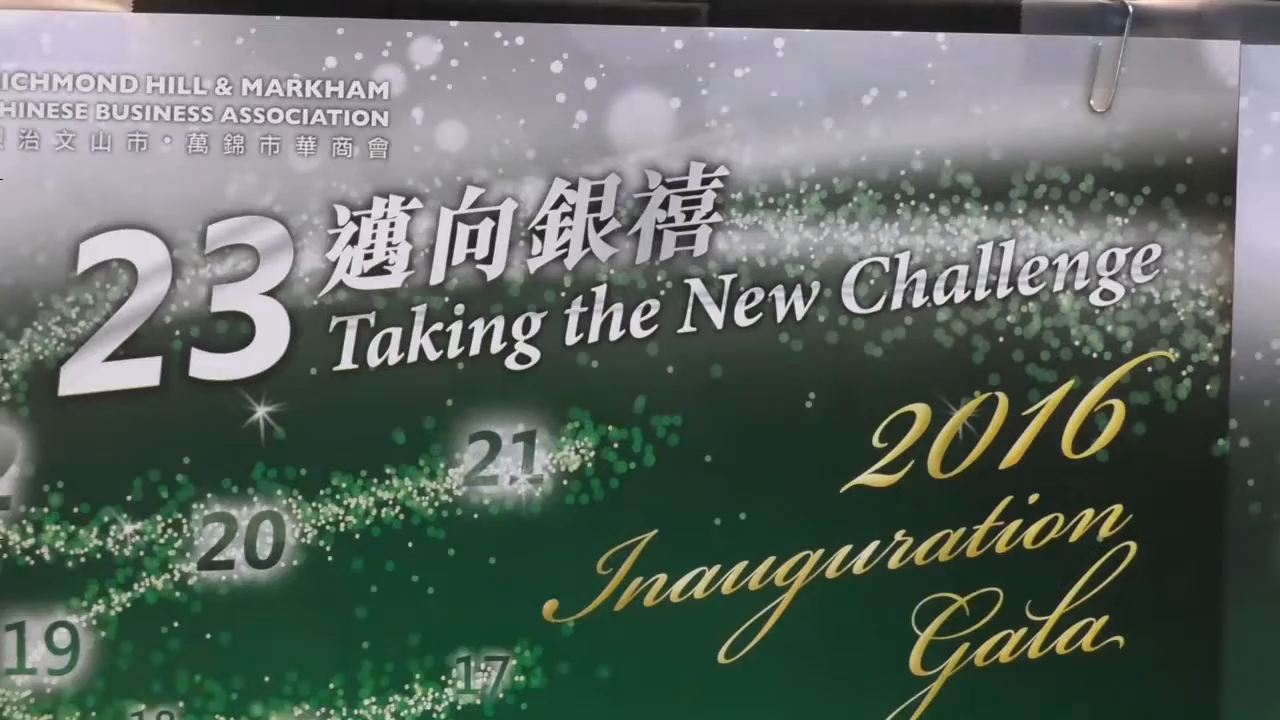 ICHMOND HILL & MARKHAM
HINESE BUSINESS ASSOCIATION
治文山市・萬錦市華商會
23
邁向銀禧
Taking the New Challenge
2016
Inauguration
Gala
21
20
19
17